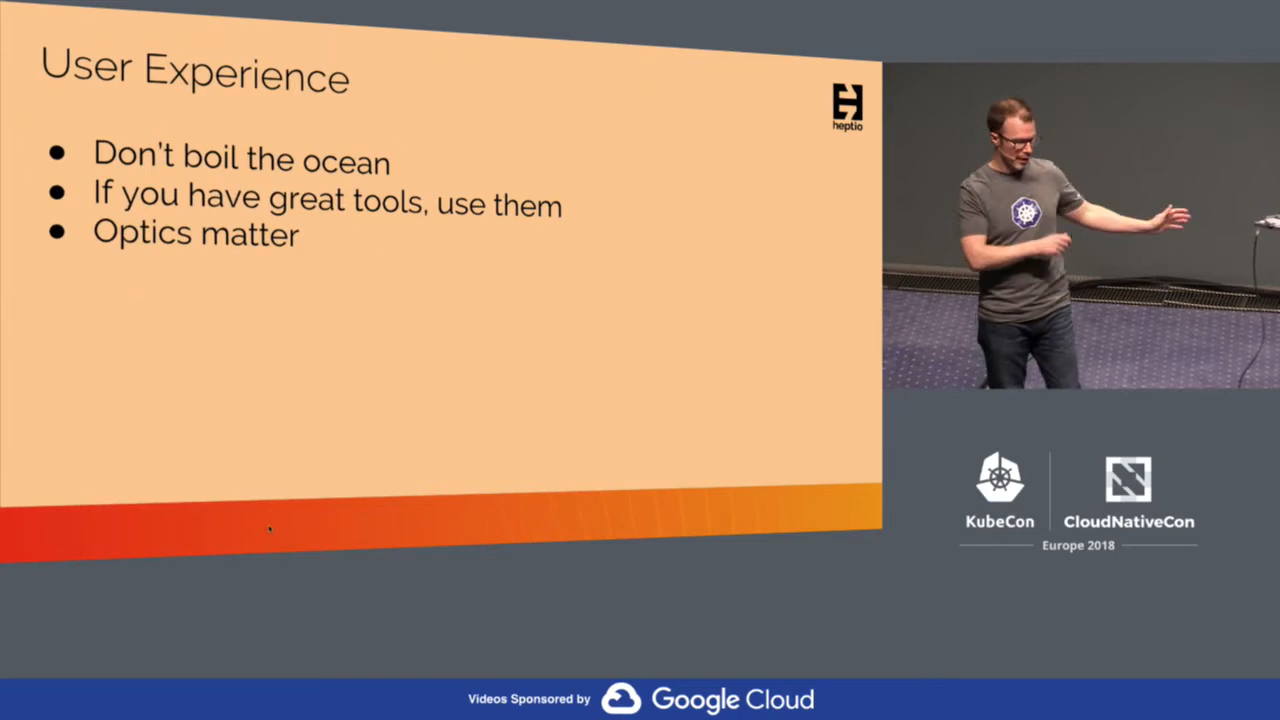 User Experience
heptio
● Don't boil the ocean
● If you have great tools, use them
● Optics matter
KubeCon
CloudNativeCon
Europe 2018
Videos Sponsored by Google Cloud